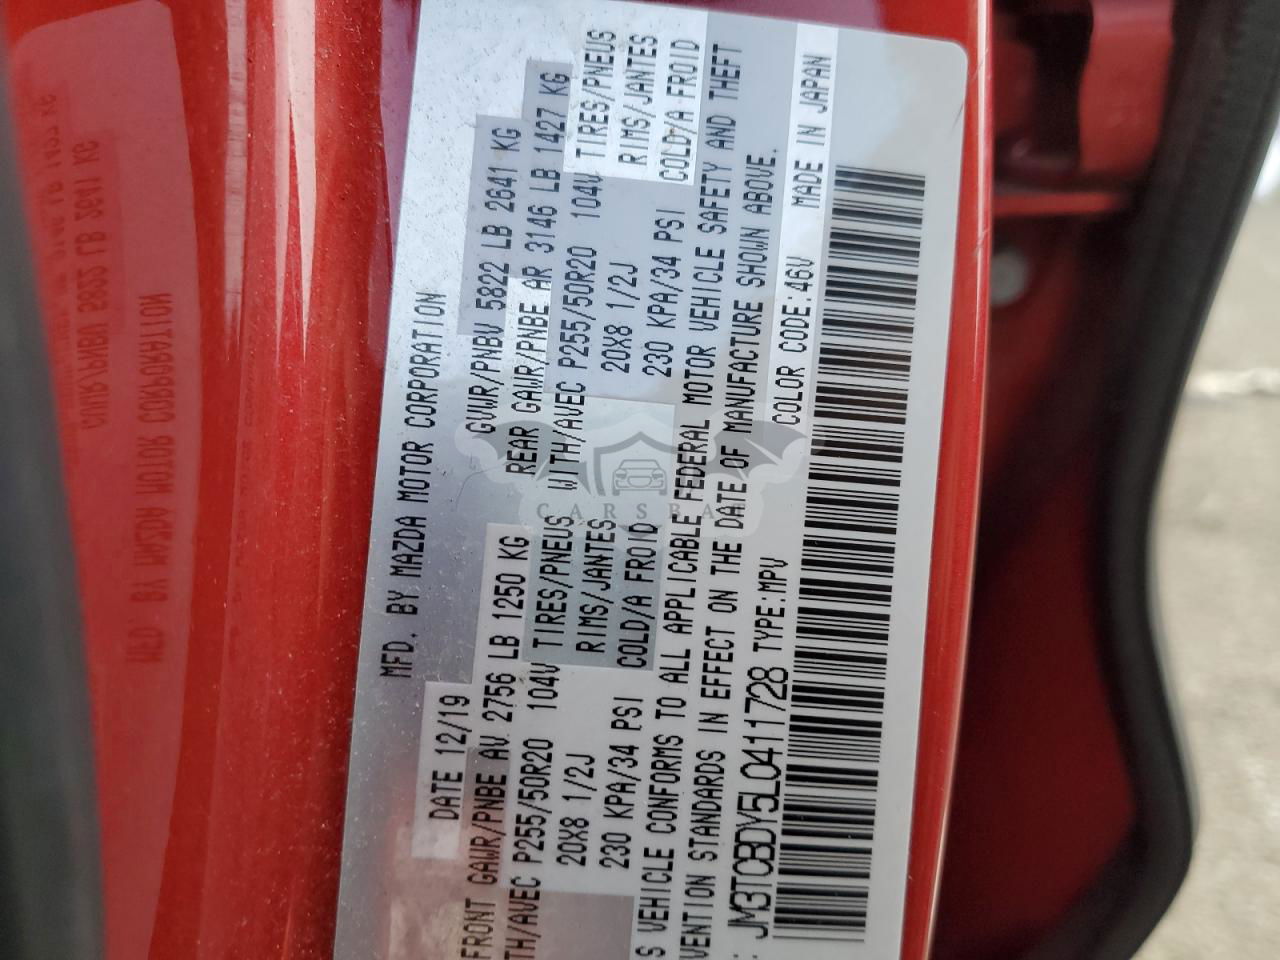 MFD. BY MAZDA MOTOR CORPORATION
DATE 12/19 GVWR/PNBV 5822 LB 2641 KG
FRONT GAWR/PNBE AV 2756 LB 1250 KG REAR GAWR/PNBE AR 3146 LB 1427 KG
TH/AVEC P255/50R20 104V TIRES/PNEUS WITH/AVEC P255/50R20 104V TIRES/PNEUS
20X8 1/2J RIMS/JANTES 20X8 1/2J RIMS/JANTES
230 KPA/34 PSI COLD/A FROID 230 KPA/34 PSI COLD/A FROID
S VEHICLE CONFORMS TO ALL APPLICABLE FEDERAL MOTOR VEHICLE SAFETY AND THEFT
VENTION STANDARDS IN EFFECT ON THE DATE OF MANUFACTURE SHOWN ABOVE.
JM3TCBDY5L0411728 TYPE:MPV COLOR CODE:46V MADE IN JAPAN
CARSBAT